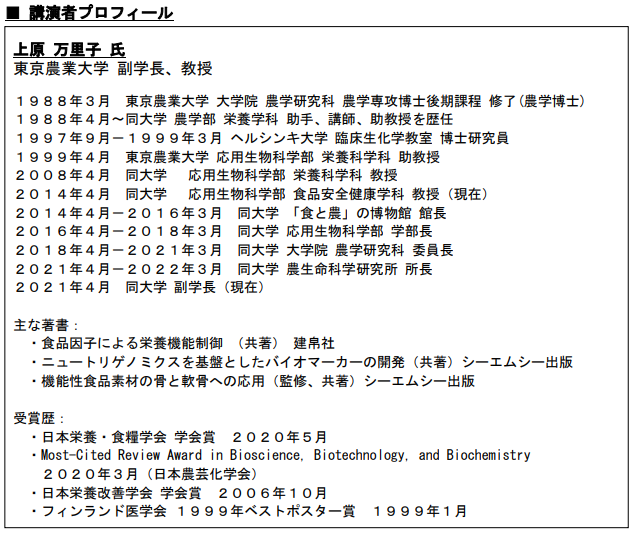 ■ 講演者プロフィール
上原 万里子 氏
東京農業大学 副学長、教授
１９８８年３月　東京農業大学 大学院 農学研究科 農学専攻博士後期課程 修了(農学博士)
１９８８年４月～同大学 農学部 栄養学科 助手、講師、助教授を歴任
１９９７年９月－１９９９年３月 ヘルシンキ大学 臨床生化学教室 博士研究員
１９９９年４月　東京農業大学 応用生物科学部 栄養科学科 助教授
２００８年４月　同大学　 応用生物科学部 栄養科学科 教授
２０１４年４月　同大学　 応用生物科学部 食品安全健康学科 教授（現在）
２０１４年４月－２０１６年３月　同大学 「食と農」の博物館 館長
２０１６年４月－２０１８年３月　同大学 応用生物科学部 学部長
２０１８年４月－２０２１年３月　同大学 大学院 農学研究科 委員長
２０２１年４月－２０２２年３月　同大学 農生命科学研究所 所長
２０２１年４月　同大学 副学長（現在）
主な著書：
・食品因子による栄養機能制御 （共著） 建帛社
・ニュートリゲノミクスを基盤としたバイオマーカーの開発（共著）シーエムシー出版
・機能性食品素材の骨と軟骨への応用（監修、共著）シーエムシー出版
受賞歴：
・日本栄養・食糧学会 学会賞　２０２０年５月
・Most-Cited Review Award in Bioscience, Biotechnology, and Biochemistry
２０２０年３月（日本農芸化学会）
・日本栄養改善学会 学会賞　２００６年１０月
・フィンランド医学会 １９９９年ベストポスター賞　１９９９年１月